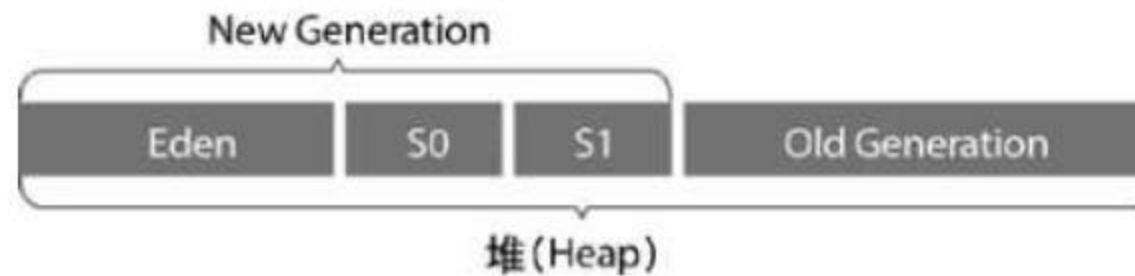 New Generation
Eden S0 S1 Old Generation
堆(Heap)